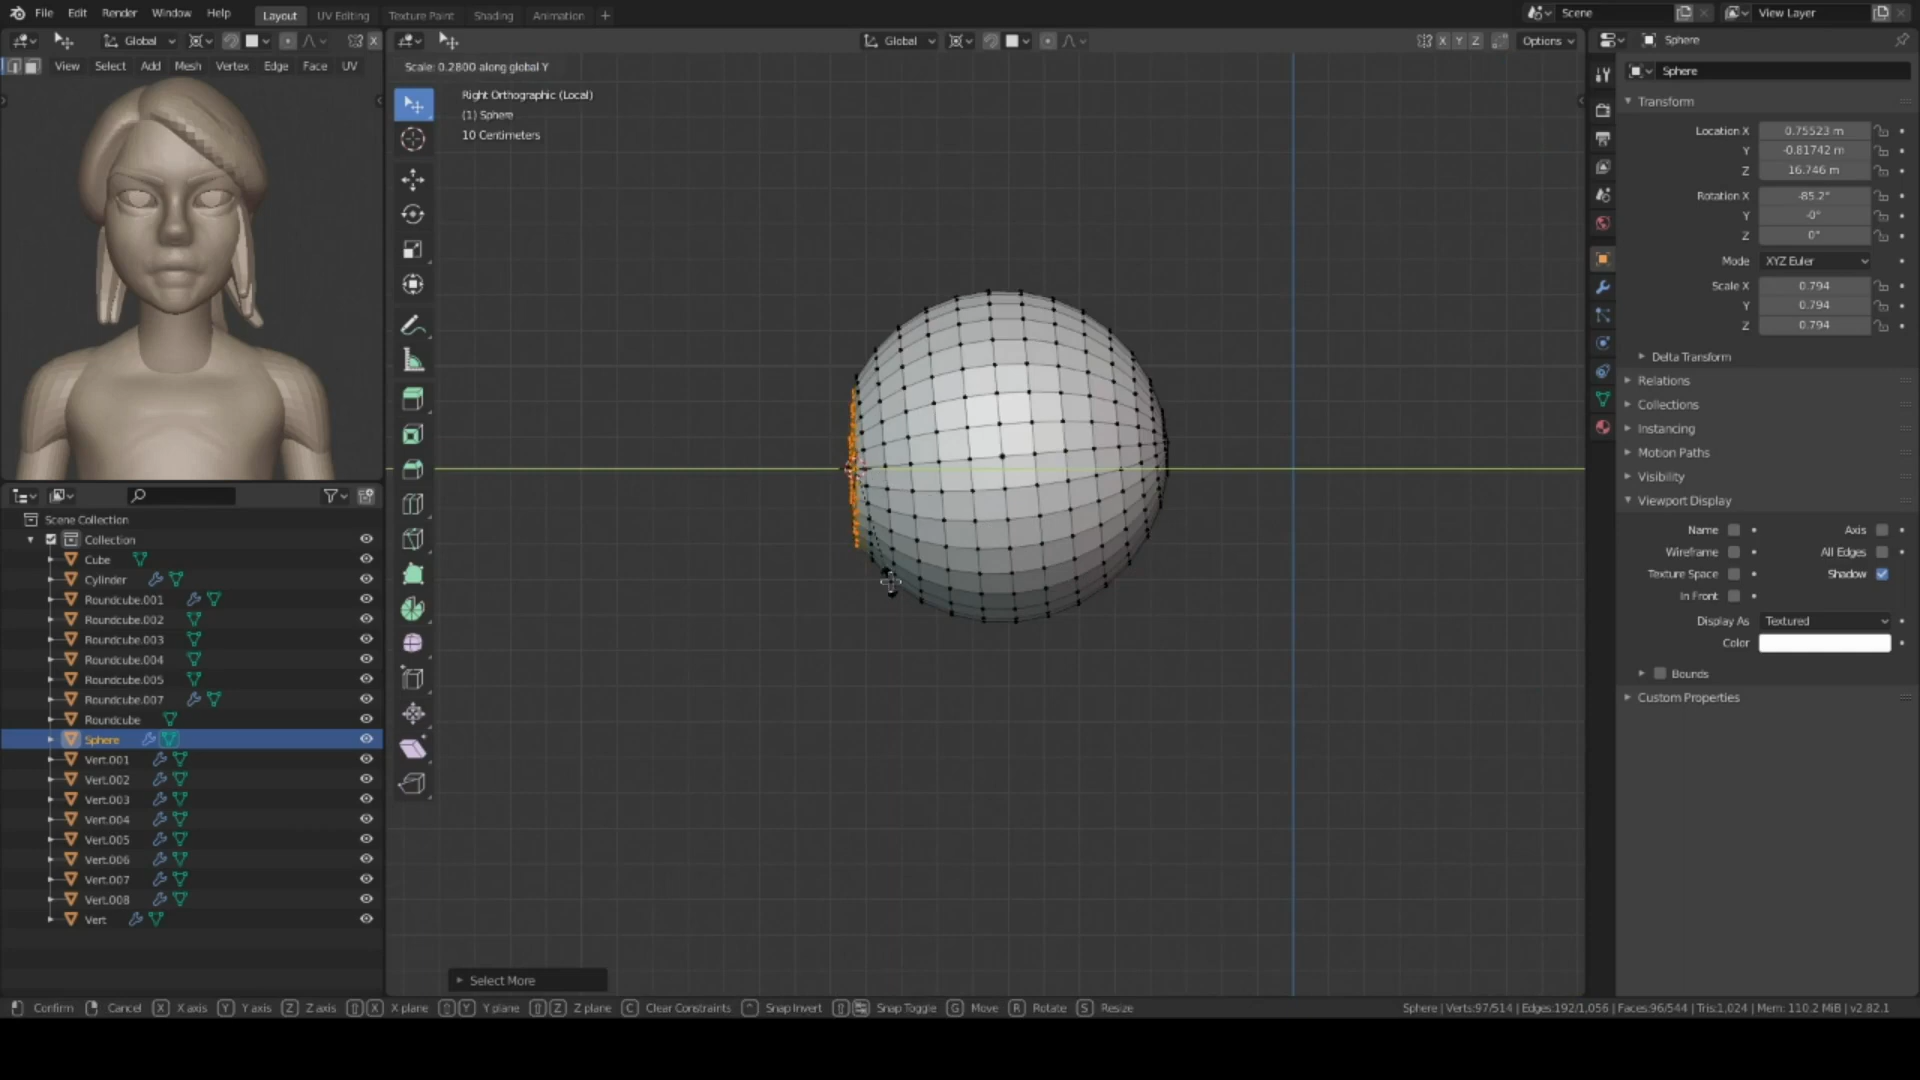 File Edit Render Window Help Layout UV Editing Texture Paint Shading Animation + Scene View Layer
Global Global X Y Z Options Sphere
View Select Add Mesh Vertex Edge Face UV
Scale: 0.2800 along global Y
Right Orthographic (Local)
(1) Sphere
10 Centimeters
Sphere
Transform
Location X 0.75523 m
Y -0.81742 m
Z 16.746 m
Rotation X -85.2°
Y -0°
Z 0°
Mode XYZ Euler
Scale X 0.794
Y 0.794
Z 0.794
Delta Transform
Relations
Collections
Instancing
Motion Paths
Visibility
Viewport Display
Name Axis
Wireframe All Edges
Texture Space Shadow
In Front
Display As Textured
Color
Bounds
Custom Properties
Scene Collection
Collection
Cube
Cylinder
Roundcube.001
Roundcube.002
Roundcube.003
Roundcube.004
Roundcube.005
Roundcube.007
Roundcube
Sphere
Vert.001
Vert.002
Vert.003
Vert.004
Vert.005
Vert.006
Vert.007
Vert.008
Vert
Select More
Confirm Cancel X X axis Y Y axis Z Z axis X X plane Y Y plane Z Z plane C Clear Constraints Snap Invert Snap Toggle G Move R Rotate S Resize Sphere | Verts:97/514 | Edges:192/1,056 | Faces:96/544 | Tris:1,024 | Mem: 110.2 MiB | v2.82.1